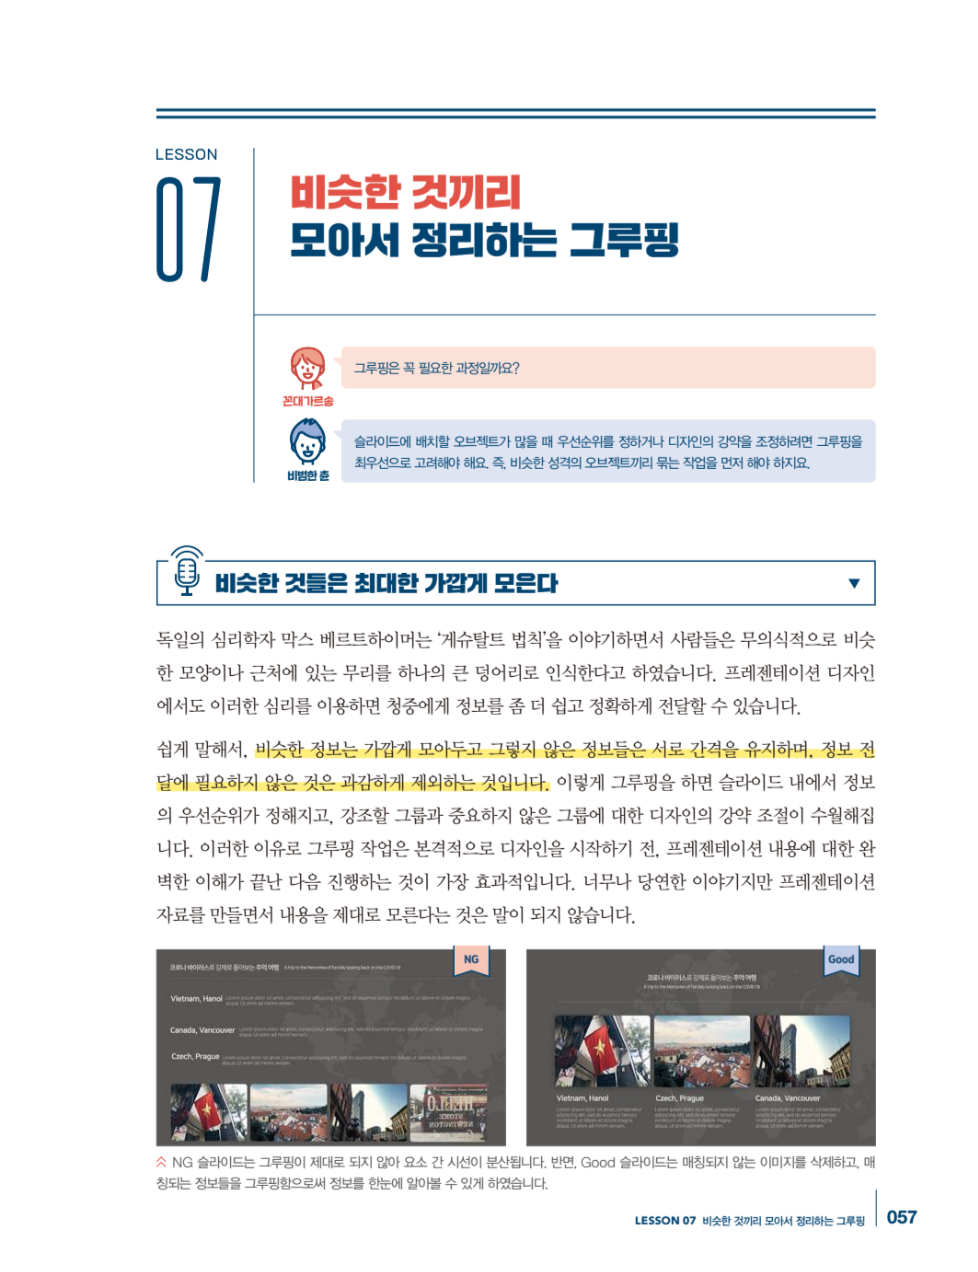 LESSON
07
비슷한 것끼리
모아서 정리하는 그루핑
그루핑은 꼭 필요한 과정일까요?
꼰대가르송
슬라이드에 배치할 오브젝트가 많을 때 우선순위를 정하거나 디자인의 강약을 조정하려면 그루핑을
최우선으로 고려해야 해요. 즉, 비슷한 성격의 오브젝트끼리 묶는 작업을 먼저 해야 하지요.
비범한 츈
비슷한 것들은 최대한 가깝게 모은다
독일의 심리학자 막스 베르트하이머는 ‘게슈탈트 법칙’을 이야기하면서 사람들은 무의식적으로 비슷
한 모양이나 근처에 있는 무리를 하나의 큰 덩어리로 인식한다고 하였습니다. 프레젠테이션 디자인
에서도 이러한 심리를 이용하면 청중에게 정보를 좀 더 쉽고 정확하게 전달할 수 있습니다.
쉽게 말해서, 비슷한 정보는 가깝게 모아두고 그렇지 않은 정보들은 서로 간격을 유지하며, 정보 전
달에 필요하지 않은 것은 과감하게 제외하는 것입니다. 이렇게 그루핑을 하면 슬라이드 내에서 정보
의 우선순위가 정해지고, 강조할 그룹과 중요하지 않은 그룹에 대한 디자인의 강약 조절이 수월해집
니다. 이러한 이유로 그루핑 작업은 본격적으로 디자인을 시작하기 전, 프레젠테이션 내용에 대한 완
벽한 이해가 끝난 다음 진행하는 것이 가장 효과적입니다. 너무나 당연한 이야기지만 프레젠테이션
자료를 만들면서 내용을 제대로 모른다는 것은 말이 되지 않습니다.
NG
코로나 바이러스로 강제로 돌아보는 추억 여행
Vietnam, Hanoi
Canada, Vancouver
Czech, Prague
HELLO
Good
코로나 바이러스로 강제로 돌아보는 추억 여행
Vietnam, Hanoi
Czech, Prague
Canada, Vancouver
NG 슬라이드는 그루핑이 제대로 되지 않아 요소 간 시선이 분산됩니다. 반면, Good 슬라이드는 매칭되지 않는 이미지를 삭제하고, 매
칭되는 정보들을 그루핑함으로써 정보를 한눈에 알아볼 수 있게 하였습니다.
LESSON 07 비슷한 것끼리 모아서 정리하는 그루핑
057